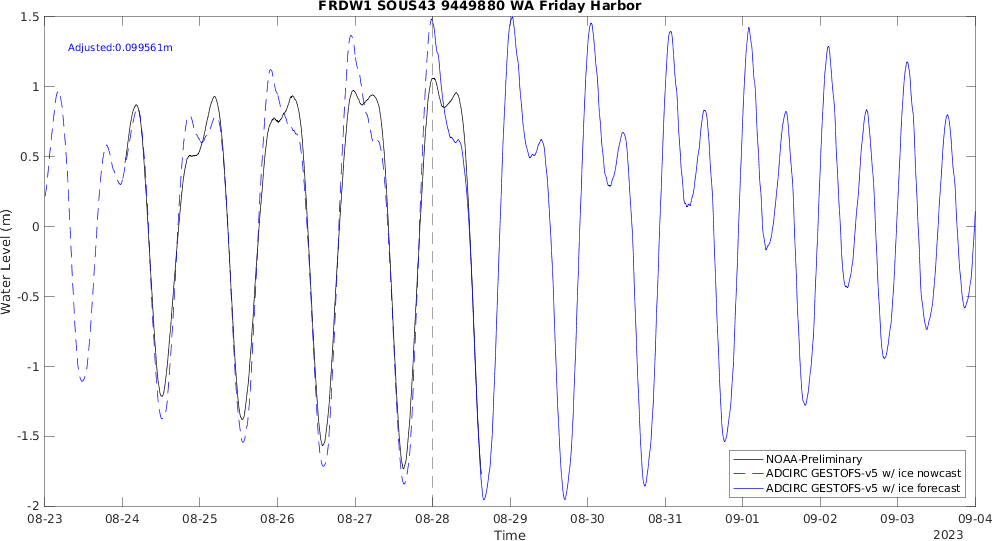 FRDW1 SOUS43 9449880 WA Friday Harbor
Adjusted:0.099561m
Water Level (m)
1.5
1
0.5
0
-0.5
-1
-1.5
-2
NOAA-Preliminary
ADCIRC GESTOFS-v5 w/ ice nowcast
ADCIRC GESTOFS-v5 w/ ice forecast
08-23 08-24 08-25 08-26 08-27 08-28 08-29 08-30 08-31 09-01 09-02 09-03 09-04
Time
2023